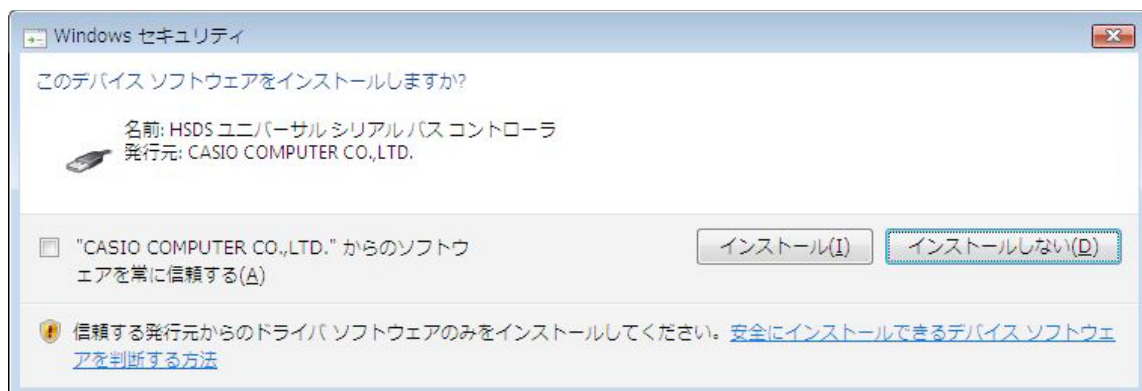 Windows セキュリティ
このデバイス ソフトウェアをインストールしますか?
名前: HSDS ユニバーサル シリアル バス コントローラ
発行元: CASIO COMPUTER CO.,LTD.
"CASIO COMPUTER CO.,LTD." からのソフトウ
ェアを常に信頼する(A)
インストール(I)
インストールしない(D)
信頼する発行元からのドライバ ソフトウェアのみをインストールしてください。安全にインストールできるデバイス ソフトウェ
アを判断する方法